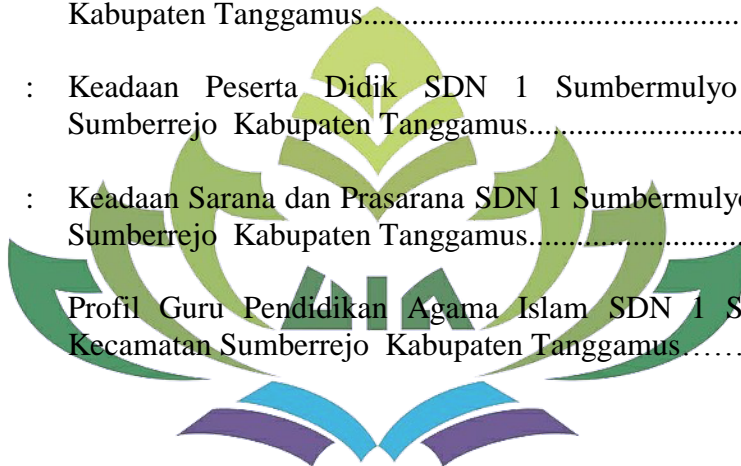 Kabupaten Tanggamus............................................
: Keadaan Peserta Didik SDN 1 Sumbermulyo
Sumberrejo Kabupaten Tanggamus.........................
: Keadaan Sarana dan Prasarana SDN 1 Sumbermulyo
Sumberrejo Kabupaten Tanggamus.........................
Profil Guru Pendidikan Agama Islam SDN 1 S
Kecamatan Sumberrejo Kabupaten Tanggamus……